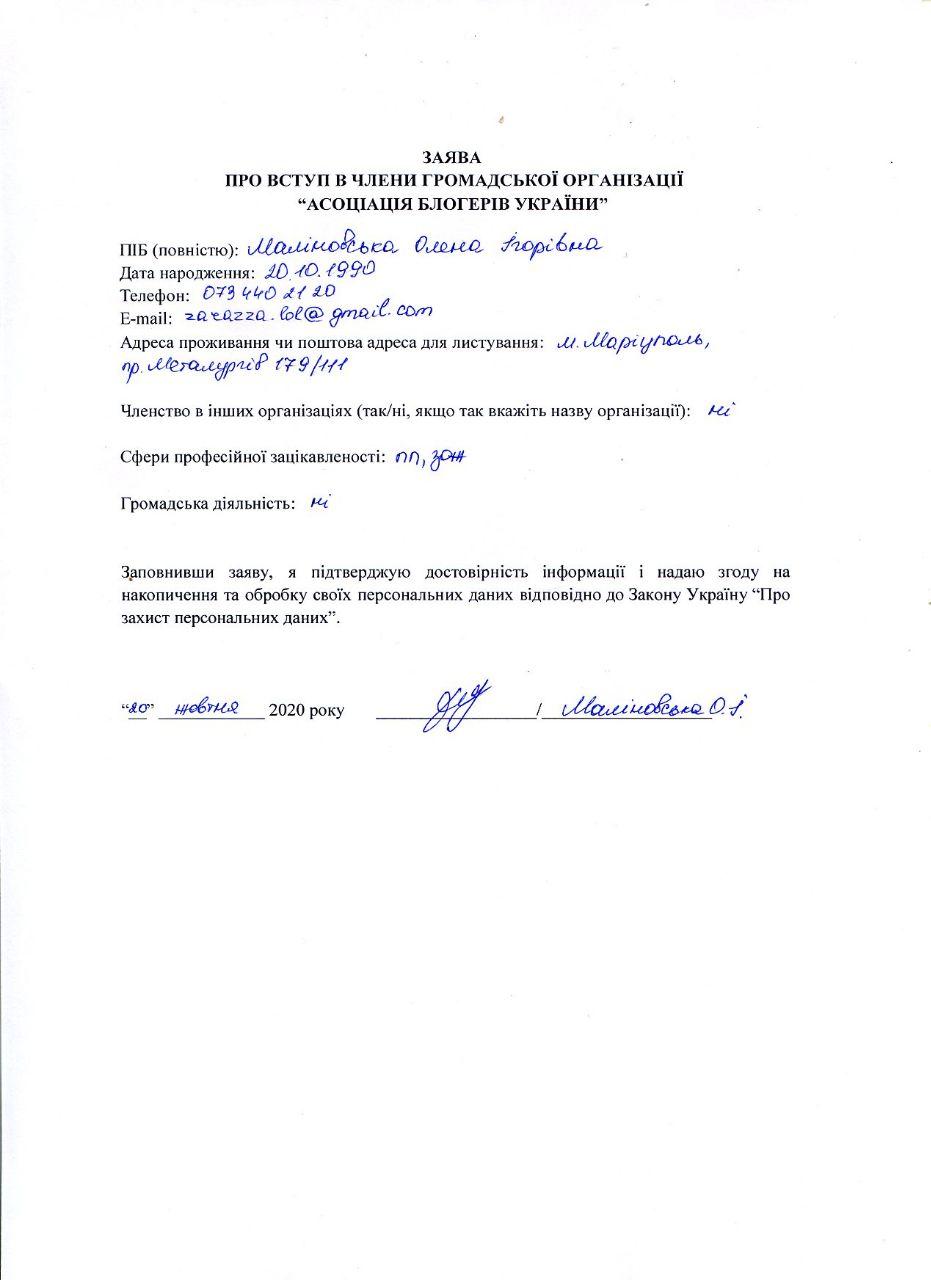 ЗАЯВА
ПРО ВСТУП В ЧЛЕНИ ГРОМАДСЬКОЇ ОРГАНІЗАЦІЇ
“АСОЦІАЦІЯ БЛОГЕРІВ УКРАЇНИ”
ПІБ (повністю): Маліновська Олена Ігорівна
Дата народження: 20.10.1990
Телефон: 073 440 21 20
E-mail: zarazza.lol@gmail.com
Адреса проживання чи поштова адреса для листування: м. Маріуполь,
пр. Металургів 179/111
Членство в інших організаціях (так/ні, якщо так вкажіть назву організації): ні
Сфери професійної зацікавленості: пп, зож
Громадська діяльність: ні
Заповнивши заяву, я підтверджую достовірність інформації і надаю згоду на
накопичення та обробку своїх персональних даних відповідно до Закону Україну “Про
захист персональних даних”.
“20” жовтня 2020 року / Маліновська О.І.